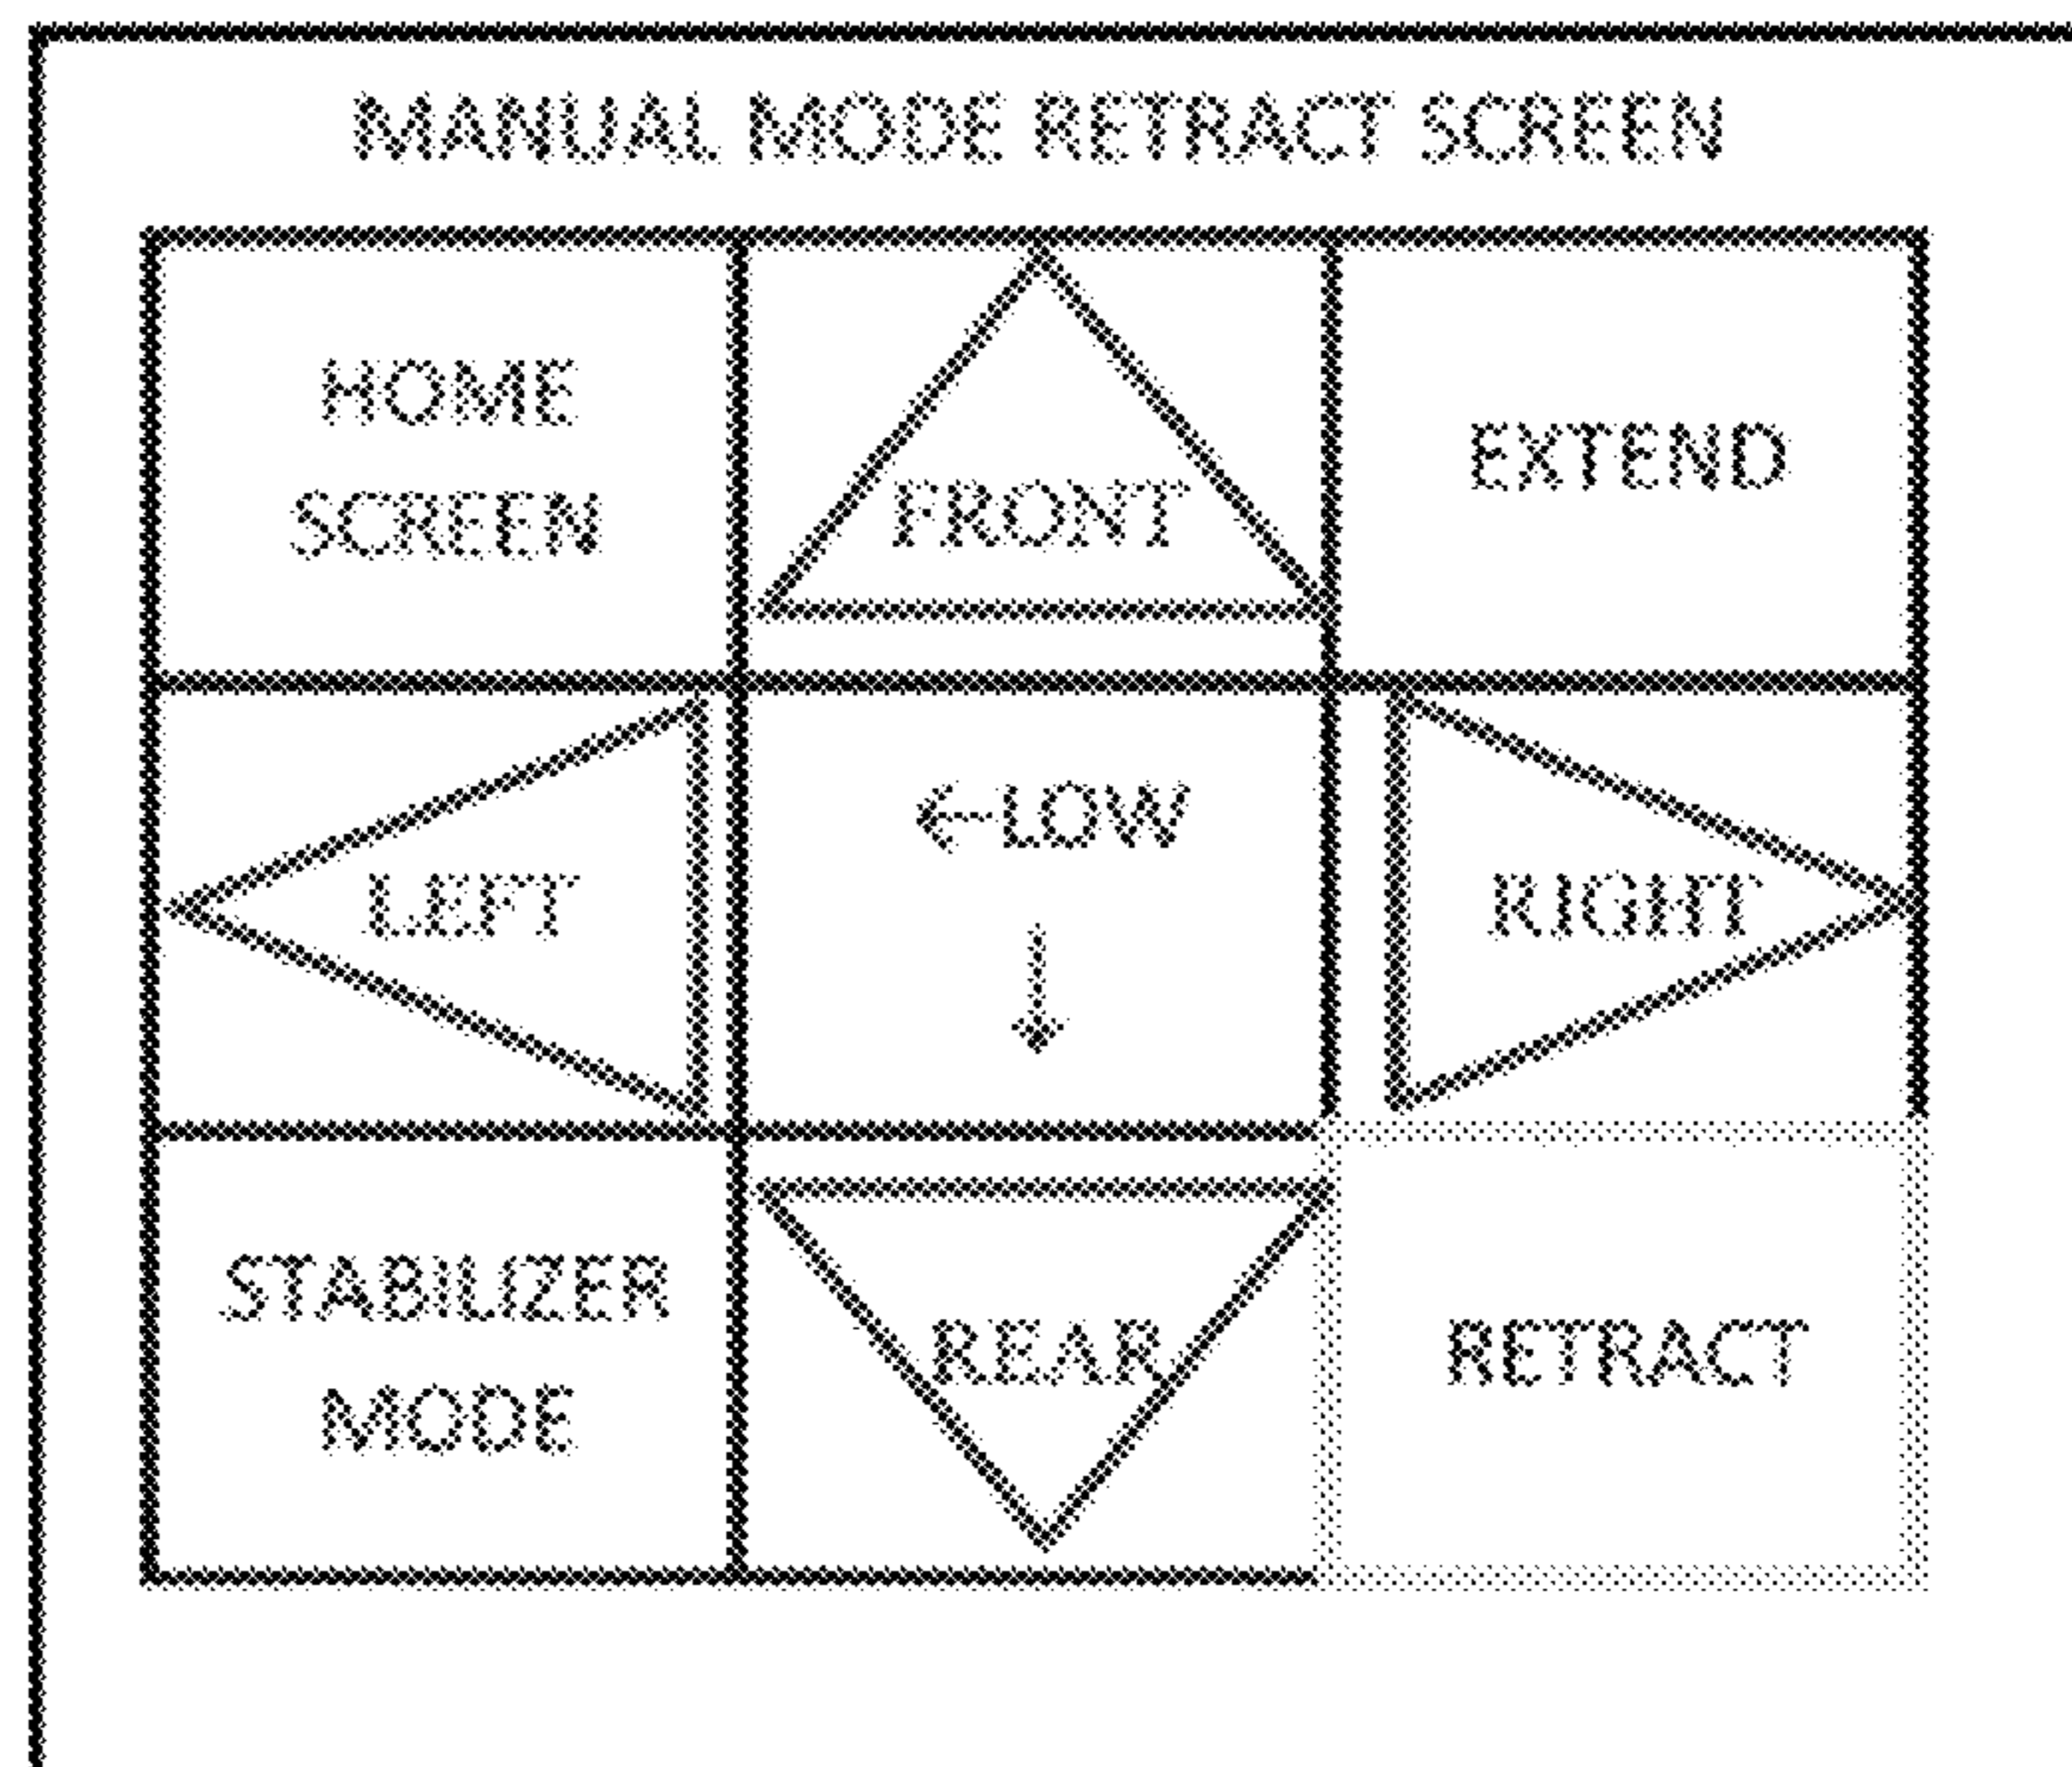 MANUAL MODE RETRACT SCREEN
HOME
SCREEN
FRONT
EXTEND
LEFT
←LOW
↓
RIGHT
STABILIZER
MODE
REAR
RETRACT